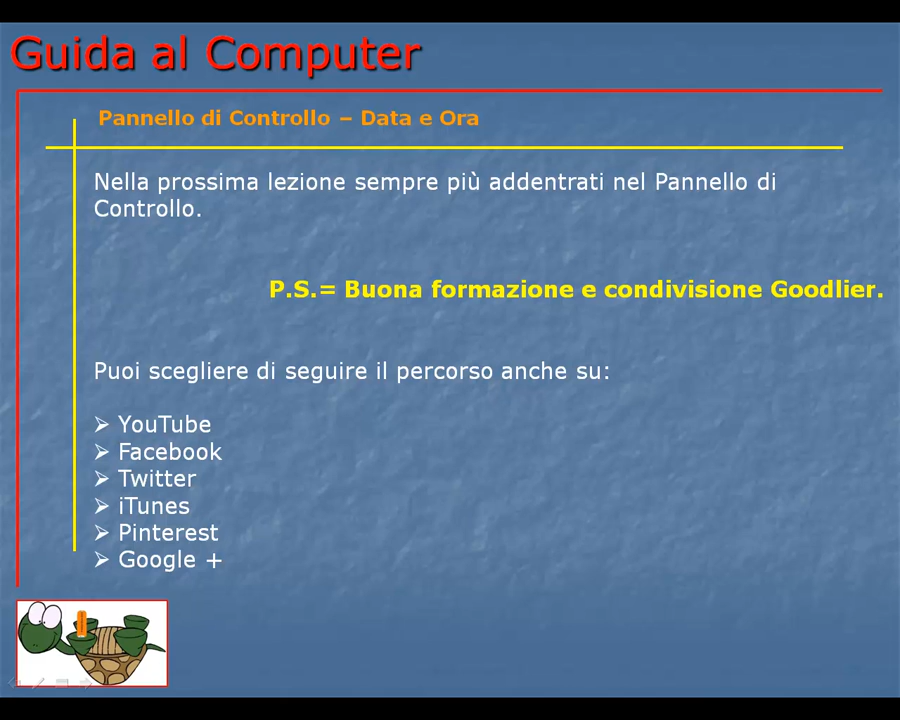 Guida al Computer
Pannello di Controllo – Data e Ora
Nella prossima lezione sempre più addentrati nel Pannello di
Controllo.
P.S.= Buona formazione e condivisione Goodlier.
Puoi scegliere di seguire il percorso anche su:
➢ YouTube
➢ Facebook
➢ Twitter
➢ iTunes
➢ Pinterest
➢ Google +